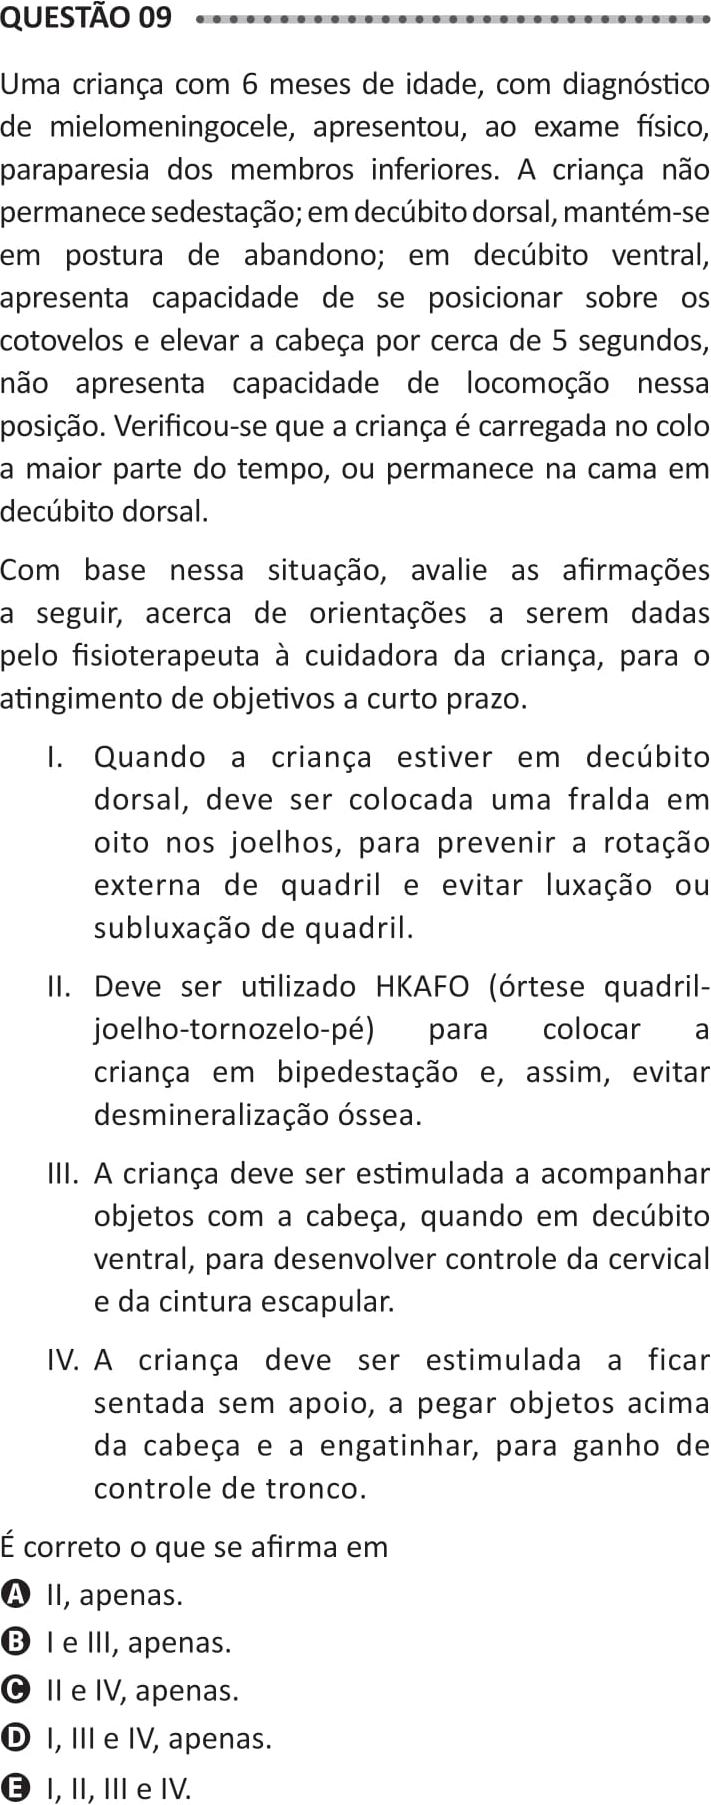 QUESTÃO 09
Uma criança com 6 meses de idade, com diagnóstico
de mielomeningocele, apresentou, ao exame físico,
paraparesia dos membros inferiores. A criança não
permanece sedestação; em decúbito dorsal, mantém-se
em postura de abandono; em decúbito ventral,
apresenta capacidade de se posicionar sobre os
cotovelos e elevar a cabeça por cerca de 5 segundos,
não apresenta capacidade de locomoção nessa
posição. Verificou-se que a criança é carregada no colo
a maior parte do tempo, ou permanece na cama em
decúbito dorsal.
Com base nessa situação, avalie as afirmações
a seguir, acerca de orientações a serem dadas
pelo fisioterapeuta à cuidadora da criança, para o
atingimento de objetivos a curto prazo.
I. Quando a criança estiver em decúbito
dorsal, deve ser colocada uma fralda em
oito nos joelhos, para prevenir a rotação
externa de quadril e evitar luxação ou
subluxação de quadril.
II. Deve ser utilizado HKAFO (órtese quadril-
joelho-tornozelo-pé) para colocar a
criança em bipedestação e, assim, evitar
desmineralização óssea.
III. A criança deve ser estimulada a acompanhar
objetos com a cabeça, quando em decúbito
ventral, para desenvolver controle da cervical
e da cintura escapular.
IV. A criança deve ser estimulada a ficar
sentada sem apoio, a pegar objetos acima
da cabeça e a engatinhar, para ganho de
controle de tronco.
É correto o que se afirma em
A II, apenas.
B I e III, apenas.
C II e IV, apenas.
D I, III e IV, apenas.
E I, II, III e IV.